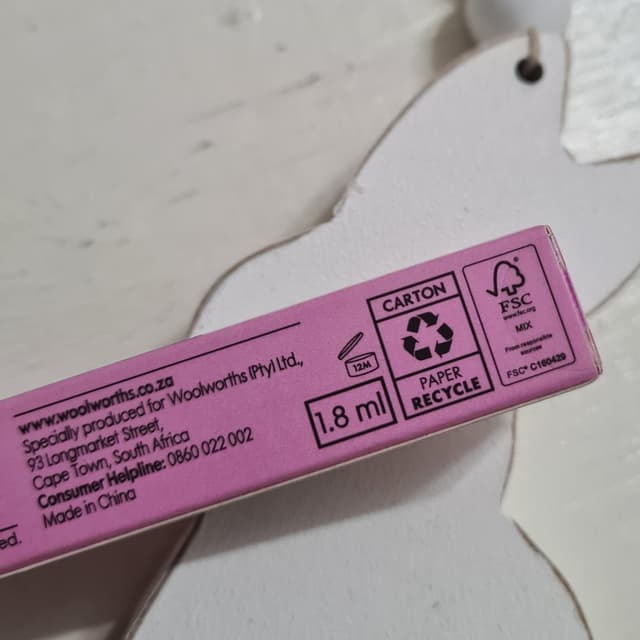 www.woolworths.co.za
Specially produced for Woolworths (Pty) Ltd,
93 Longmarket Street,
Cape Town, South Africa
Consumer Helpline: 0860 022 002
Made in China
ed.
12M
1.8 ml
CARTON
PAPER
RECYCLE
FSC
www.fsc.org
MIX
From responsible
sources
FSC® C160429